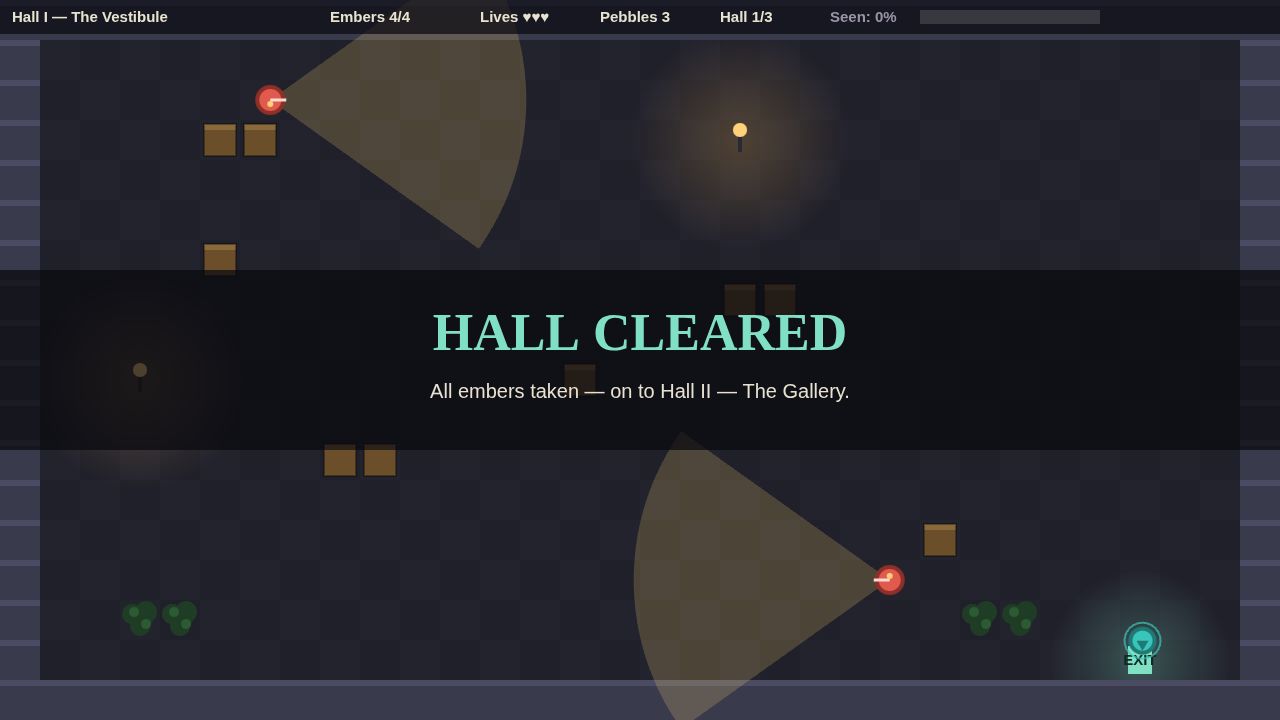 Hall I — The Vestibule Embers 4/4 Lives ♥♥♥ Pebbles 3 Hall 1/3 Seen: 0%
HALL CLEARED
All embers taken — on to Hall II — The Gallery.
EXIT